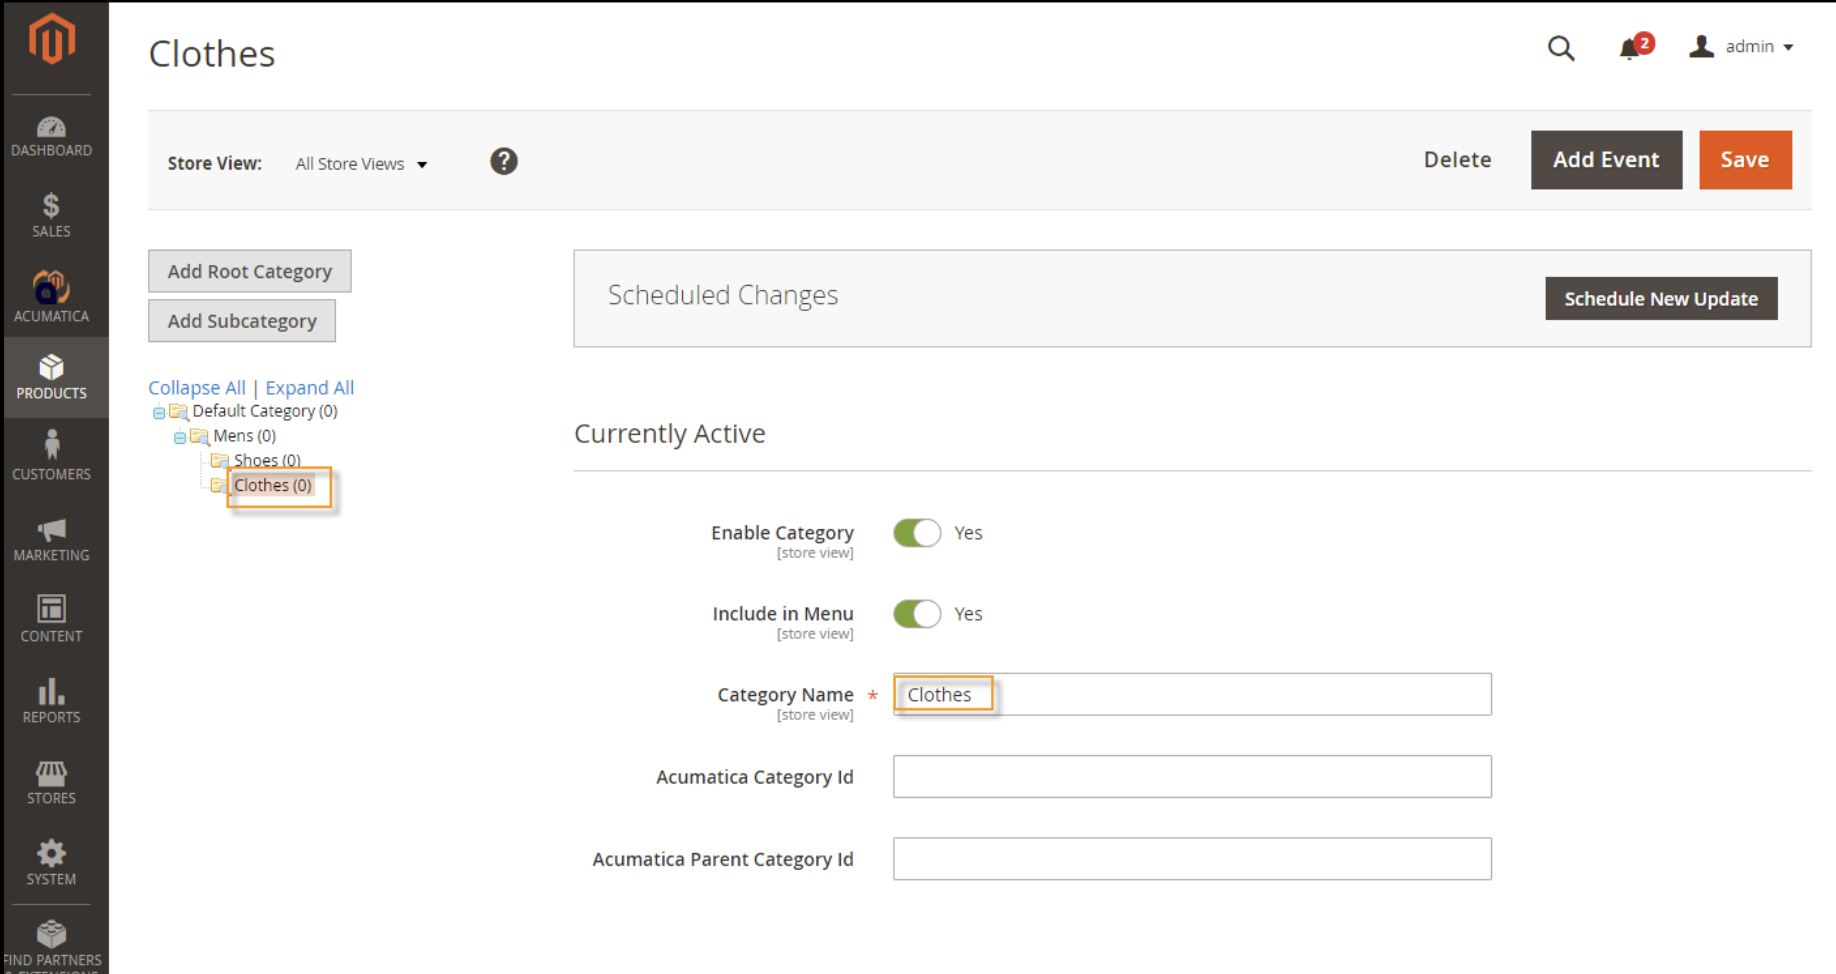 Clothes
2
admin
DASHBOARD
SALES
ACUMATICA
PRODUCTS
CUSTOMERS
MARKETING
CONTENT
REPORTS
STORES
SYSTEM
FIND PARTNERS
& EXTENSIONS
Store View: All Store Views ?
Delete
Add Event
Save
Add Root Category
Add Subcategory
Collapse All | Expand All
Default Category (0)
Mens (0)
Shoes (0)
Clothes (0)
Scheduled Changes
Schedule New Update
Currently Active
Enable Category
[store view]
Yes
Include in Menu
[store view]
Yes
Category Name *
[store view]
Clothes
Acumatica Category Id
Acumatica Parent Category Id